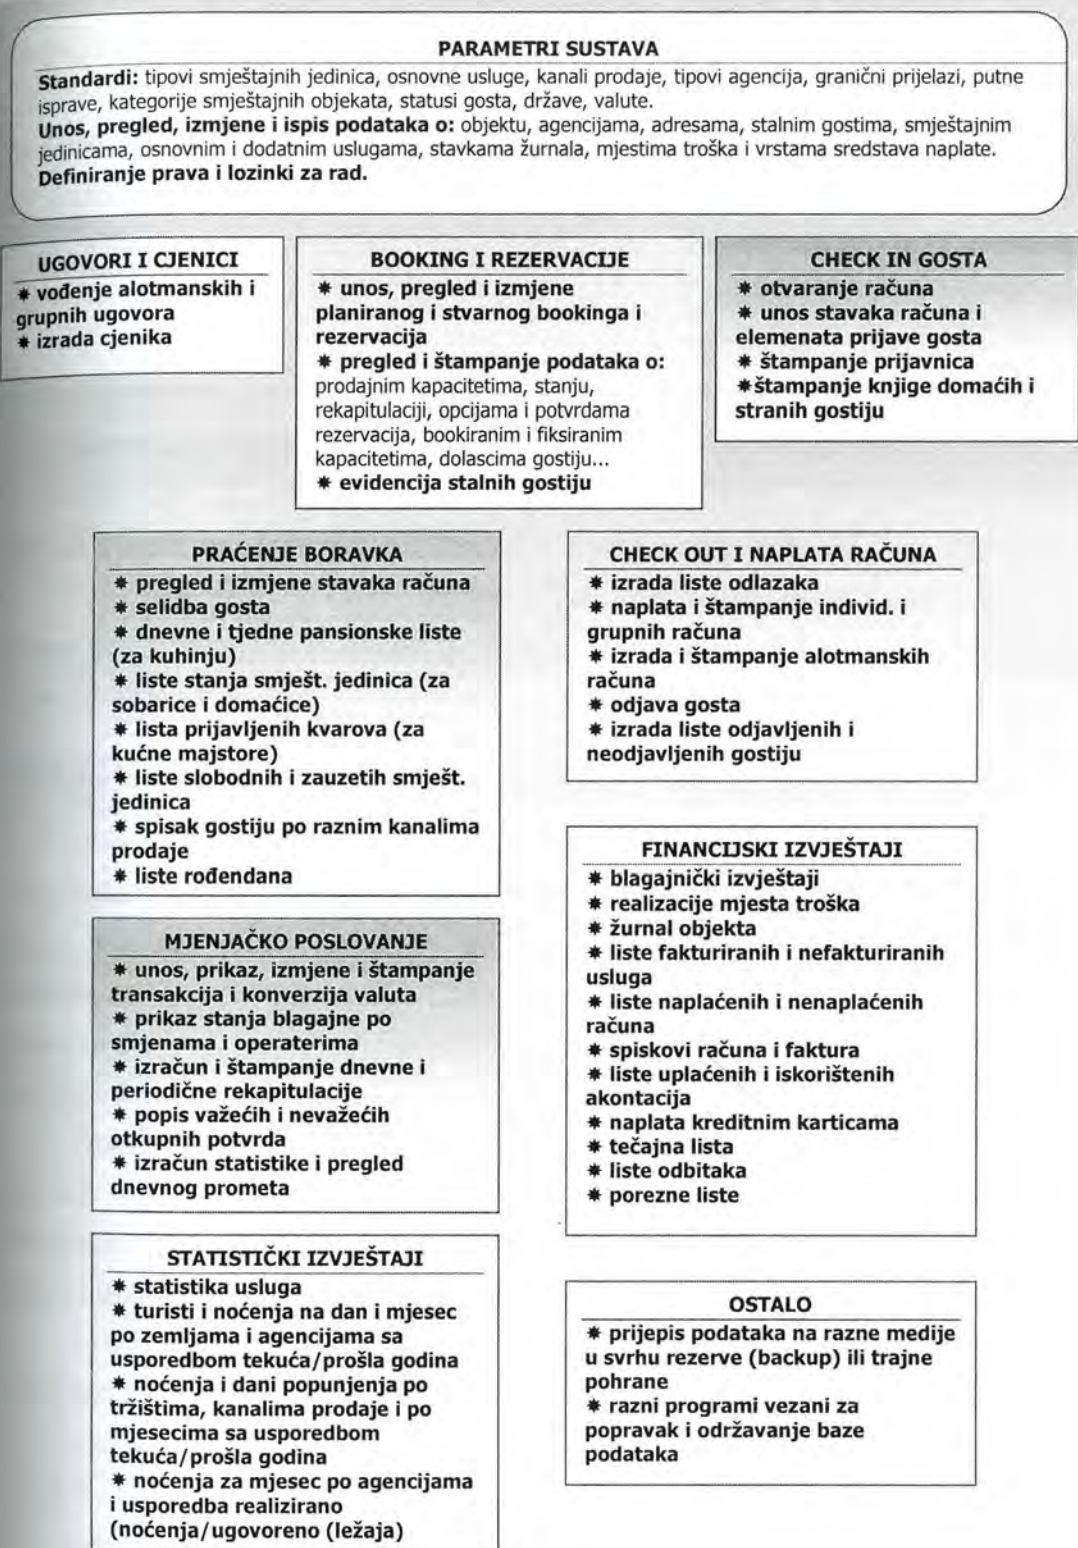 PARAMETRI SUSTAVA
Standardi: tipovi smještajnih jedinica, osnovne usluge, kanali prodaje, tipovi agencija, granični prijelazi, putne
isprave, kategorije smještajnih objekata, statusi gosta, države, valute.
Unos, pregled, izmjene i ispis podataka o: objektu, agencijama, adresama, stalnim gostima, smještajnim
jedinicama, osnovnim i dodatnim uslugama, stavkama žurnala, mjestima troška i vrstama sredstava naplate.
Definiranje prava i lozinki za rad.
UGOVORI I CJENICI
* vođenje alotmanskih i
grupnih ugovora
* izrada cjenika
BOOKING I REZERVACIJE
* unos, pregled i izmjene
planiranog i stvarnog bookinga i
rezervacija
* pregled i štampanje podataka o:
prodajnim kapacitetima, stanju,
rekapitulaciji, opcijama i potvrdama
rezervacija, bookiranim i fiksiranim
kapacitetima, dolascima gostiju...
* evidencija stalnih gostiju
CHECK IN GOSTA
* otvaranje računa
* unos stavaka računa i
elemenata prijave gosta
* štampanje prijavnica
*štampanje knjige domaćih i
stranih gostiju
PRAĆENJE BORAVKA
* pregled i izmjene stavaka računa
* selidba gosta
* dnevne i tjedne pansionske liste
(za kuhinju)
* liste stanja smješt. jedinica (za
sobarice i domaćice)
* lista prijavljenih kvarova (za
kućne majstore)
* liste slobodnih i zauzetih smješt.
jedinica
* spisak gostiju po raznim kanalima
prodaje
* liste rođendana
CHECK OUT I NAPLATA RAČUNA
* izrada liste odlazaka
* naplata i štampanje individ. i
grupnih računa
* izrada i štampanje alotmanskih
računa
* odjava gosta
* izrada liste odjavljenih i
neodjavljenih gostiju
MJENJAČKO POSLOVANJE
* unos, prikaz, izmjene i štampanje
transakcija i konverzija valuta
* prikaz stanja blagajne po
smjenama i operaterima
* izračun i štampanje dnevne i
periodične rekapitulacije
* popis važećih i nevažećih
otkupnih potvrda
* izračun statistike i pregled
dnevnog prometa
FINANCIJSKI IZVJEŠTAJI
* blagajnički izvještaji
* realizacije mjesta troška
* žurnal objekta
* liste fakturiranih i nefakturiranih
usluga
* liste naplaćenih i nenaplaćenih
računa
* spiskovi računa i faktura
* liste uplaćenih i iskorištenih
akontacija
* naplata kreditnim karticama
* tečajna lista
* liste odbitaka
* porezne liste
STATISTIČKI IZVJEŠTAJI
* statistika usluga
* turisti i noćenja na dan i mjesec
po zemljama i agencijama sa
usporedbom tekuća/prošla godina
* noćenja i dani popunjenja po
tržištima, kanalima prodaje i po
mjesecima sa usporedbom
tekuća/prošla godina
* noćenja za mjesec po agencijama
i usporedba realizirano
(noćenja/ugovoreno (ležaja)
OSTALO
* prijepis podataka na razne medije
u svrhu rezerve (backup) ili trajne
pohrane
* razni programi vezani za
popravak i održavanje baze
podataka